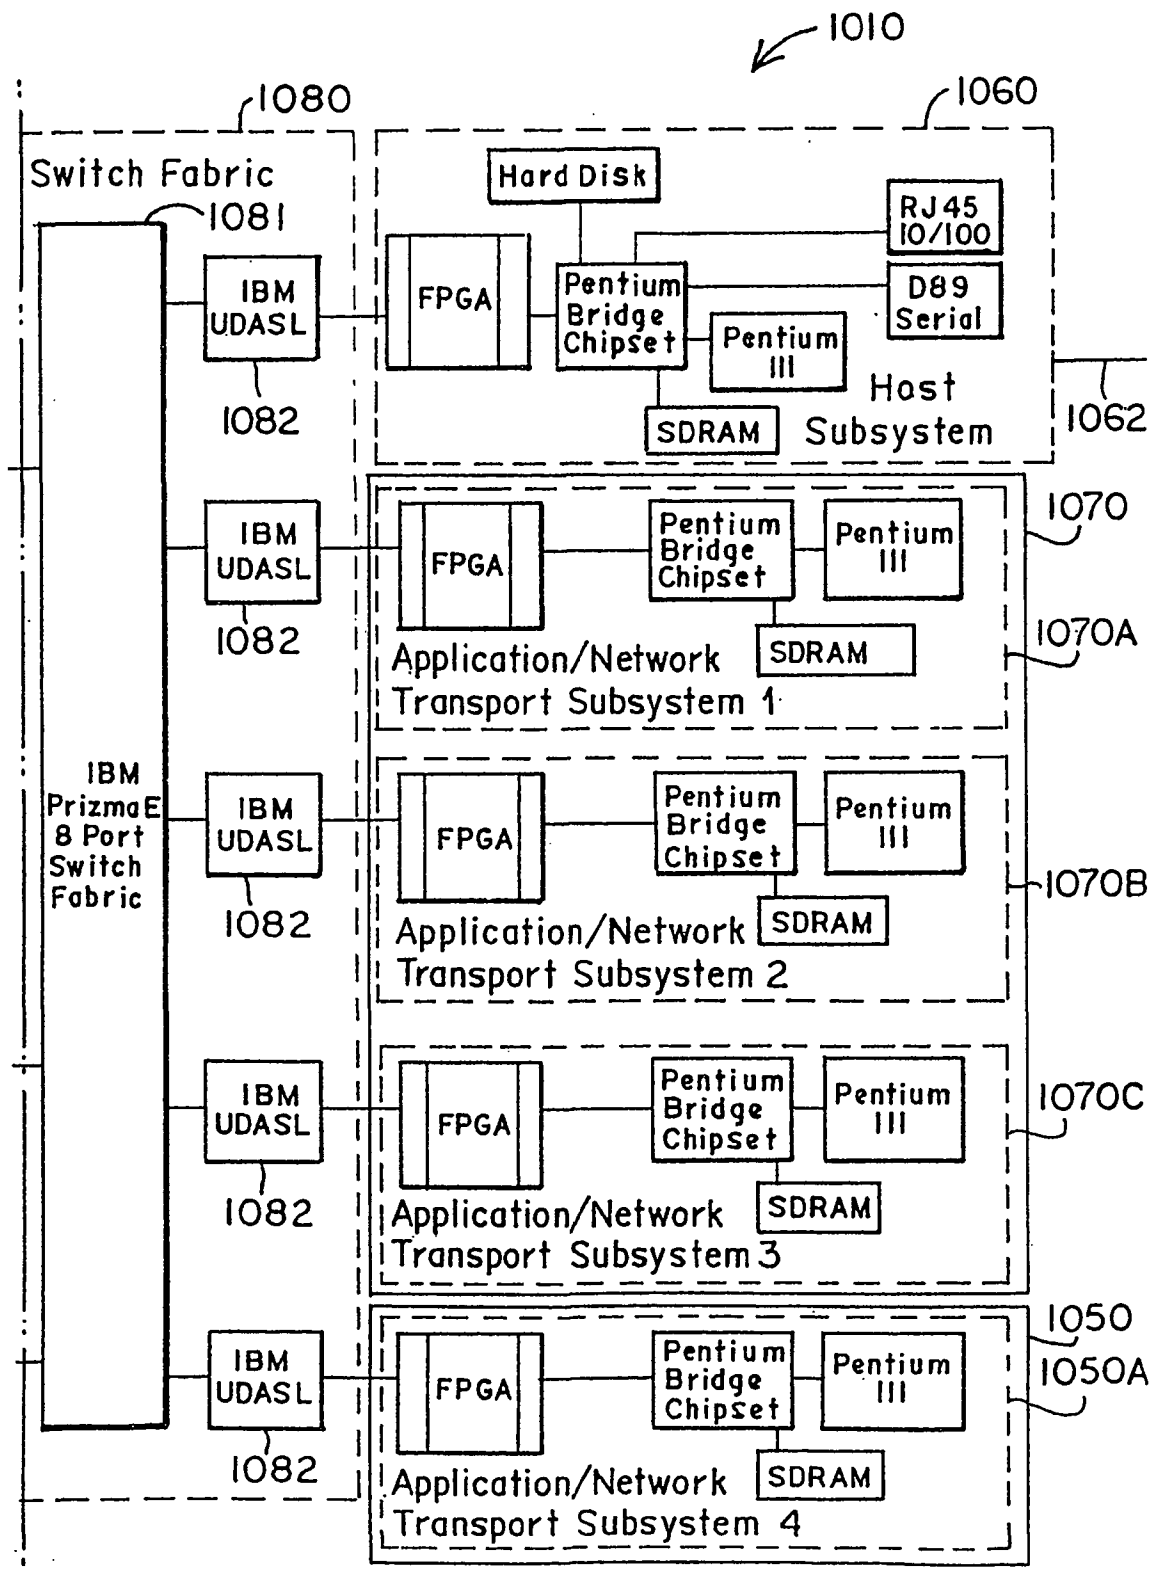 1010
1080
1060
Switch Fabric
1081
Hard Disk
RJ45
10/100
IBM
UDASL
FPGA
Pentium
Bridge
Chipset
D89
Serial
Pentium
III
1082
Host
Subsystem
SDRAM
1062
IBM
UDASL
1082
FPGA
Pentium
Bridge
Chipset
Pentium
III
1070
SDRAM
1070A
Application/Network
Transport Subsystem 1
IBM
PrizmaE
8 Port
Switch
Fabric
IBM
UDASL
1082
FPGA
Pentium
Bridge
Chipset
Pentium
III
1070B
SDRAM
Application/Network
Transport Subsystem 2
IBM
UDASL
1082
FPGA
Pentium
Bridge
Chipset
Pentium
III
1070C
SDRAM
Application/Network
Transport Subsystem 3
IBM
UDASL
1082
FPGA
Pentium
Bridge
Chipset
Pentium
III
1050
1050A
SDRAM
Application/Network
Transport Subsystem 4